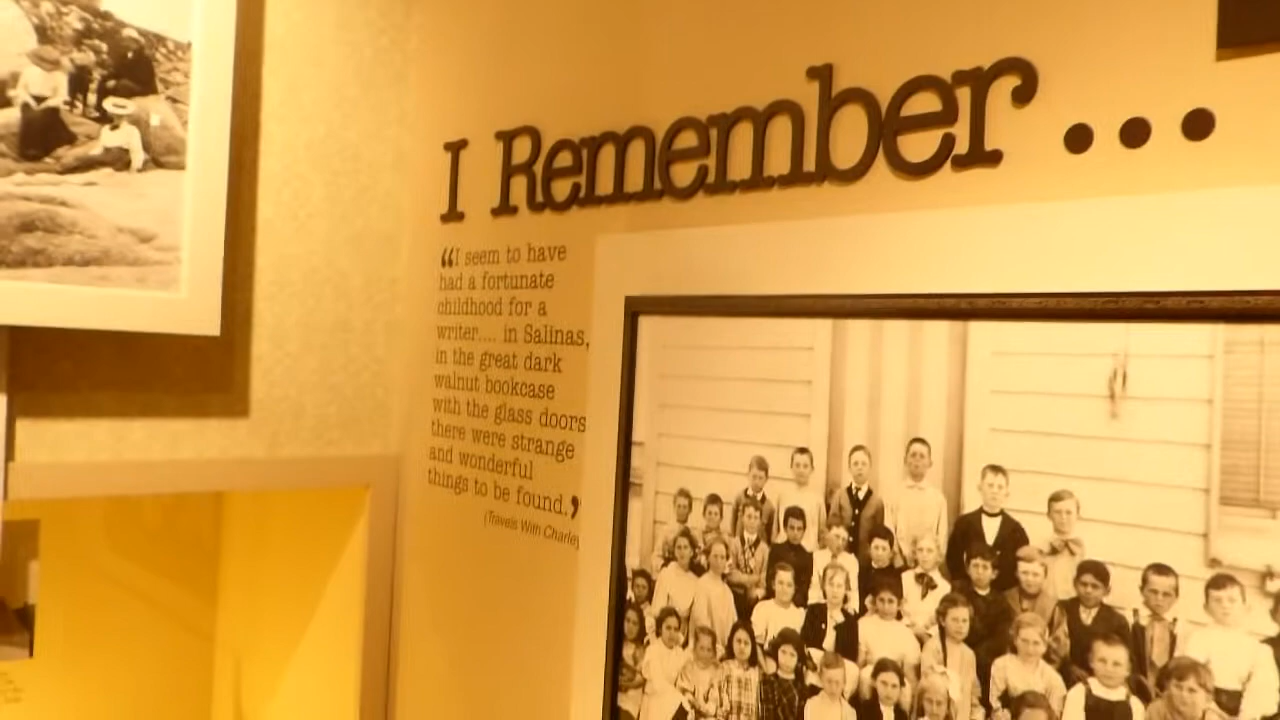 I Remember...
“I seem to have
had a fortunate
childhood for a
writer.... in Salinas,
in the great dark
walnut bookcase
with the glass doors
there were strange
and wonderful
things to be found.”
(Travels With Charley